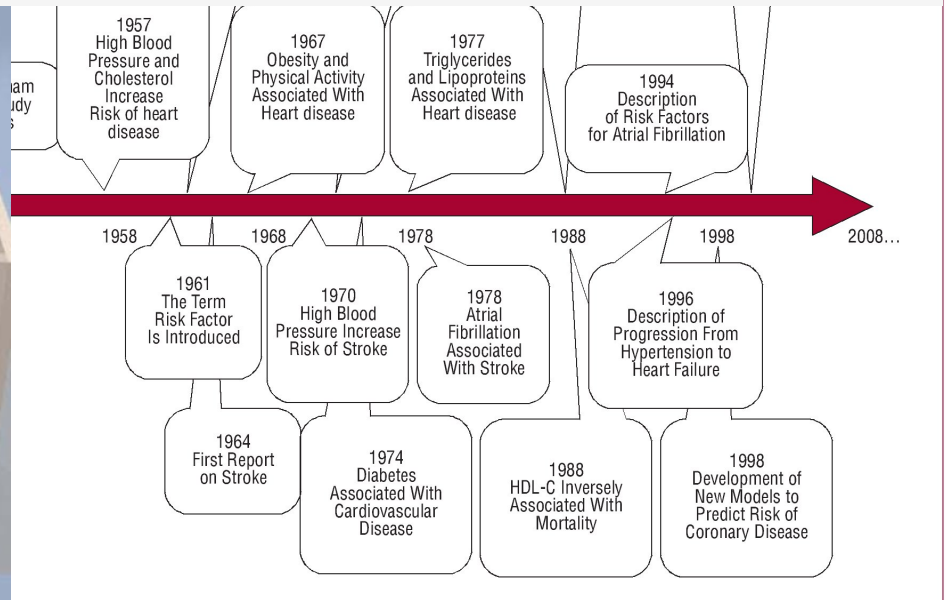 1957
High Blood
Pressure and
Cholesterol
Increase
Risk of heart
disease
1967
Obesity and
Physical Activity
Associated With
Heart disease
1977
Triglycerides
and Lipoproteins
Associated With
Heart disease
1994
Description
of Risk Factors
for Atrial Fibrillation
1958
1968
1978
1988
1998
2008...
1961
The Term
Risk Factor
Is Introduced
1970
High Blood
Pressure Increase
Risk of Stroke
1978
Atrial
Fibrillation
Associated
With Stroke
1996
Description of
Progression From
Hypertension to
Heart Failure
1964
First Report
on Stroke
1974
Diabetes
Associated With
Cardiovascular
Disease
1988
HDL-C Inversely
Associated With
Mortality
1998
Development of
New Models to
Predict Risk of
Coronary Disease